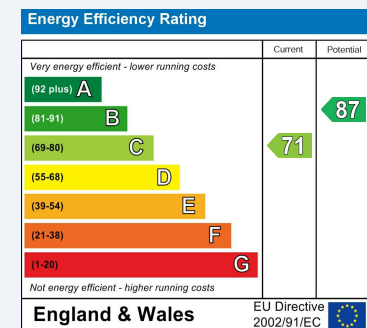 Energy Efficiency Rating
Current Potential
Very energy efficient - lower running costs
(92 plus) A
(81-91) B
87
(69-80) C
71
(55-68) D
(39-54) E
(21-38) F
(1-20) G
Not energy efficient - higher running costs
England & Wales
EU Directive
2002/91/EC